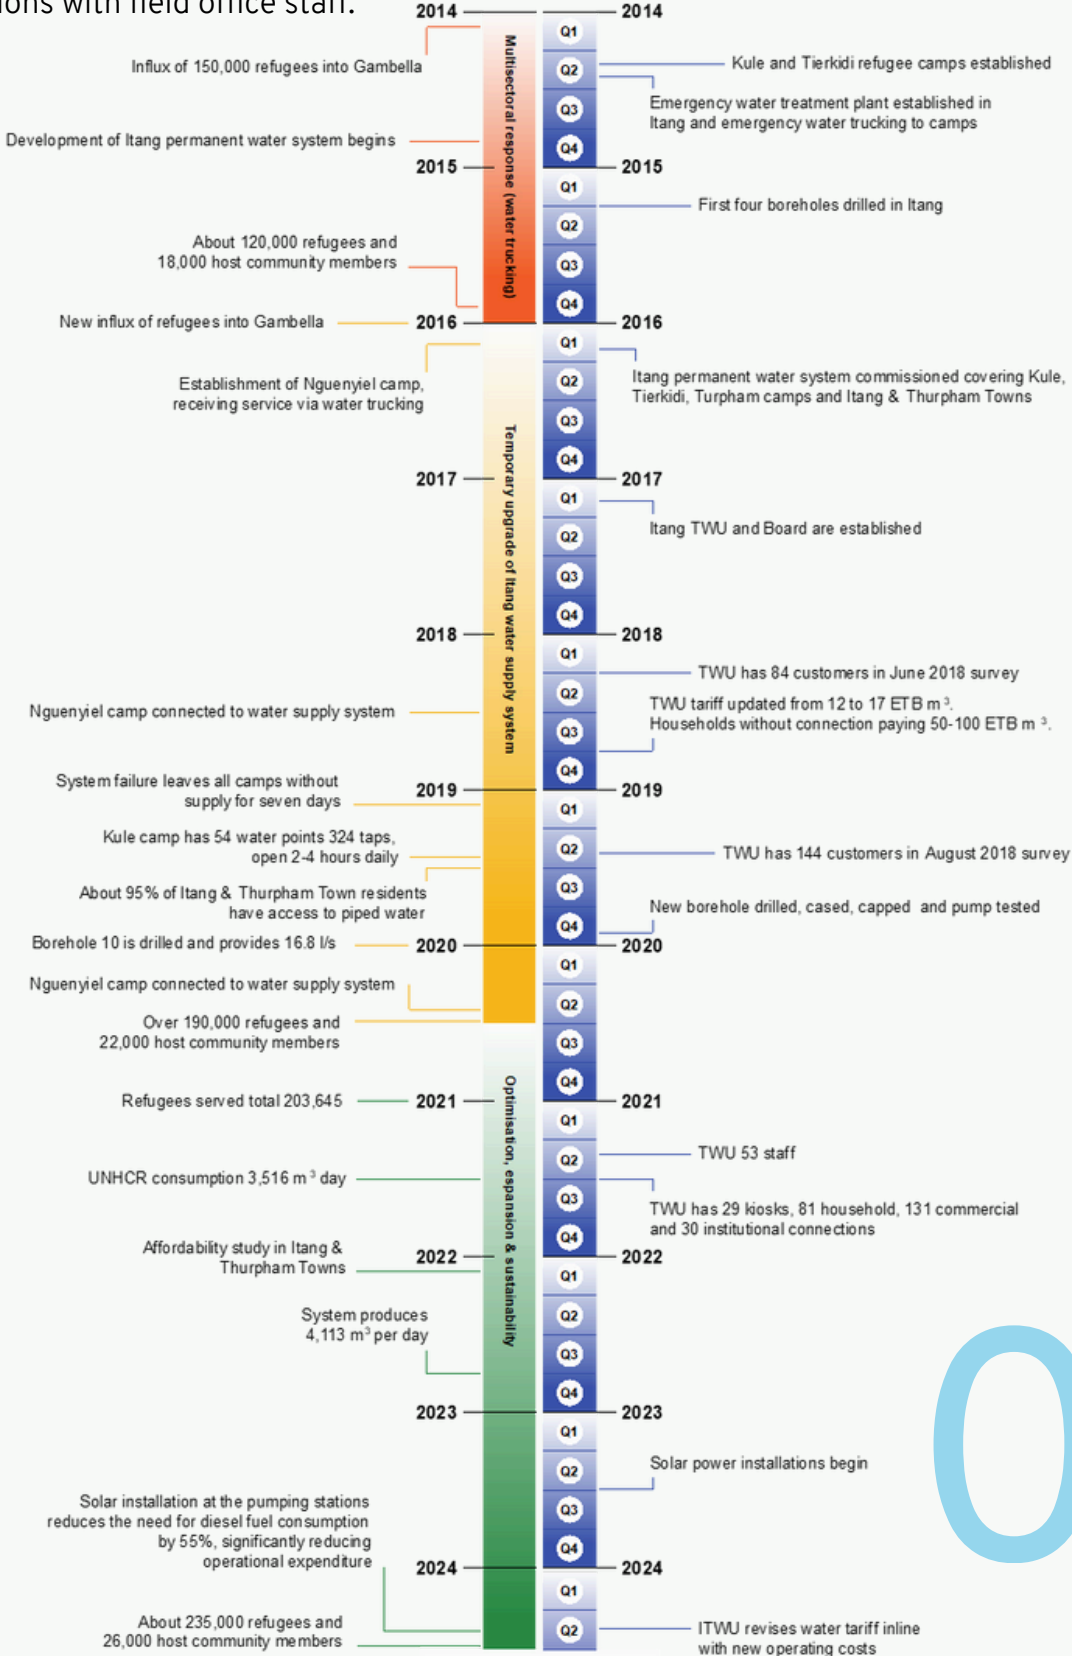 ions with field office staff.
2014
2014
Q1
Influx of 150,000 refugees into Gambella
Kule and Tierkidi refugee camps established
Q2
Emergency water treatment plant established in
Itang and emergency water trucking to camps
Q3
Development of Itang permanent water system begins
Q4
Multisectoral response (water trucking)
2015
2015
Q1
First four boreholes drilled in Itang
Q2
About 120,000 refugees and
18,000 host community members
Q3
Q4
New influx of refugees into Gambella
2016
2016
Q1
Establishment of Nguenyiel camp,
receiving service via water trucking
Itang permanent water system commissioned covering Kule,
Tierkidi, Turpham camps and Itang & Thurpham Towns
Q2
Q3
Q4
Temporary upgrade of Itang water supply system
2017
2017
Q1
Itang TWU and Board are established
Q2
Q3
Q4
2018
2018
Q1
TWU has 84 customers in June 2018 survey
Q2
Nguenyiel camp connected to water supply system
TWU tariff updated from 12 to 17 ETB m ³.
Households without connection paying 50-100 ETB m ³.
Q3
Q4
System failure leaves all camps without
supply for seven days
2019
2019
Q1
Kule camp has 54 water points 324 taps,
open 2-4 hours daily
Q2
TWU has 144 customers in August 2018 survey
About 95% of Itang & Thurpham Town residents
have access to piped water
Q3
New borehole drilled, cased, capped and pump tested
Q4
Borehole 10 is drilled and provides 16.8 l/s
2020
2020
Q1
Nguenyiel camp connected to water supply system
Q2
Over 190,000 refugees and
22,000 host community members
Q3
Q4
Optimisation, espansion & sustainability
Refugees served total 203,645
2021
2021
Q1
Q2
TWU 53 staff
UNHCR consumption 3,516 m ³ day
Q3
TWU has 29 kiosks, 81 household, 131 commercial
and 30 institutional connections
Q4
Affordability study in Itang &
Thurpham Towns
2022
2022
Q1
System produces
4,113 m³ per day
Q2
Q3
Q4
2023
2023
Q1
Solar power installations begin
Q2
Q3
Solar installation at the pumping stations
reduces the need for diesel fuel consumption
by 55%, significantly reducing
operational expenditure
Q4
2024
2024
Q1
About 235,000 refugees and
26,000 host community members
Q2
ITWU revises water tariff inline
with new operating costs
0